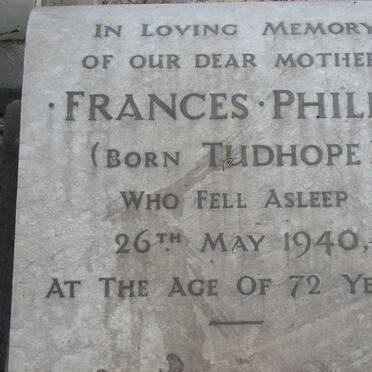 IN LOVING MEMORY
OF OUR DEAR MOTHER
·FRANCES·PHILI
(BORN TUDHOPE
WHO FELL ASLEEP
26TH MAY 1940,
AT THE AGE OF 72 YE